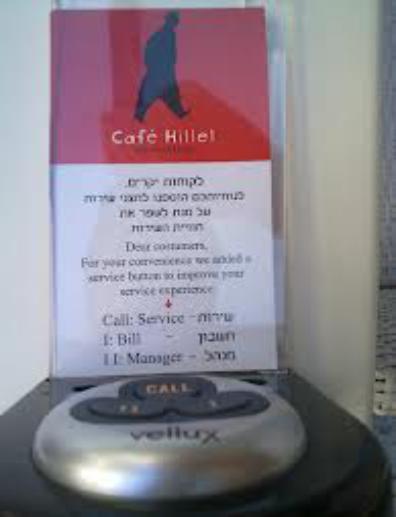 Café Hillel
לקוחות יקרים,
לנוחיותכם הוספנו לחצני שירות
על מנת לשפר את
חווית השירות
Dear costumers,
For your convenience we added a
service button to improve your
service experience
Call: Service - שירות
I: Bill - חשבון
I I: Manager - מנהל
CALL
I I I
vellux